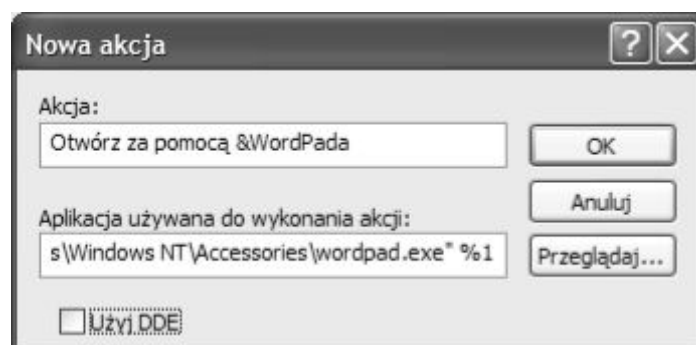 Nowa akcja
Akcja:
Otwórz za pomocą &WordPada
OK
Anuluj
Aplikacja używana do wykonania akcji:
s\Windows NT\Accessories\wordpad.exe" %1
Przeglądaj...
Użyj DDE